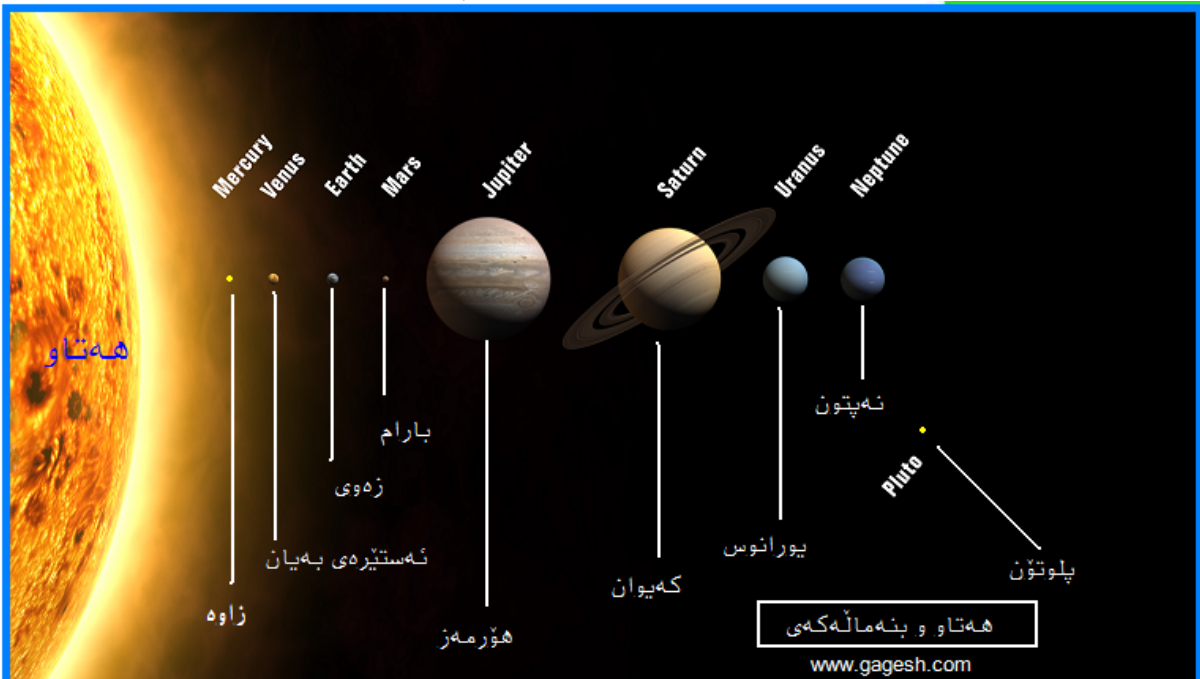 Mercury
Venus
Earth
Mars
Jupiter
Saturn
Uranus
Neptune
هەتاو
نەپتون
بارام
Pluto
زەوی
یورانوس
ئەستێرەی بەیان
پلوتۆن
کەیوان
زاوە
هۆرمەز
هەتاو و بنەماڵەکەی
www.gagesh.com